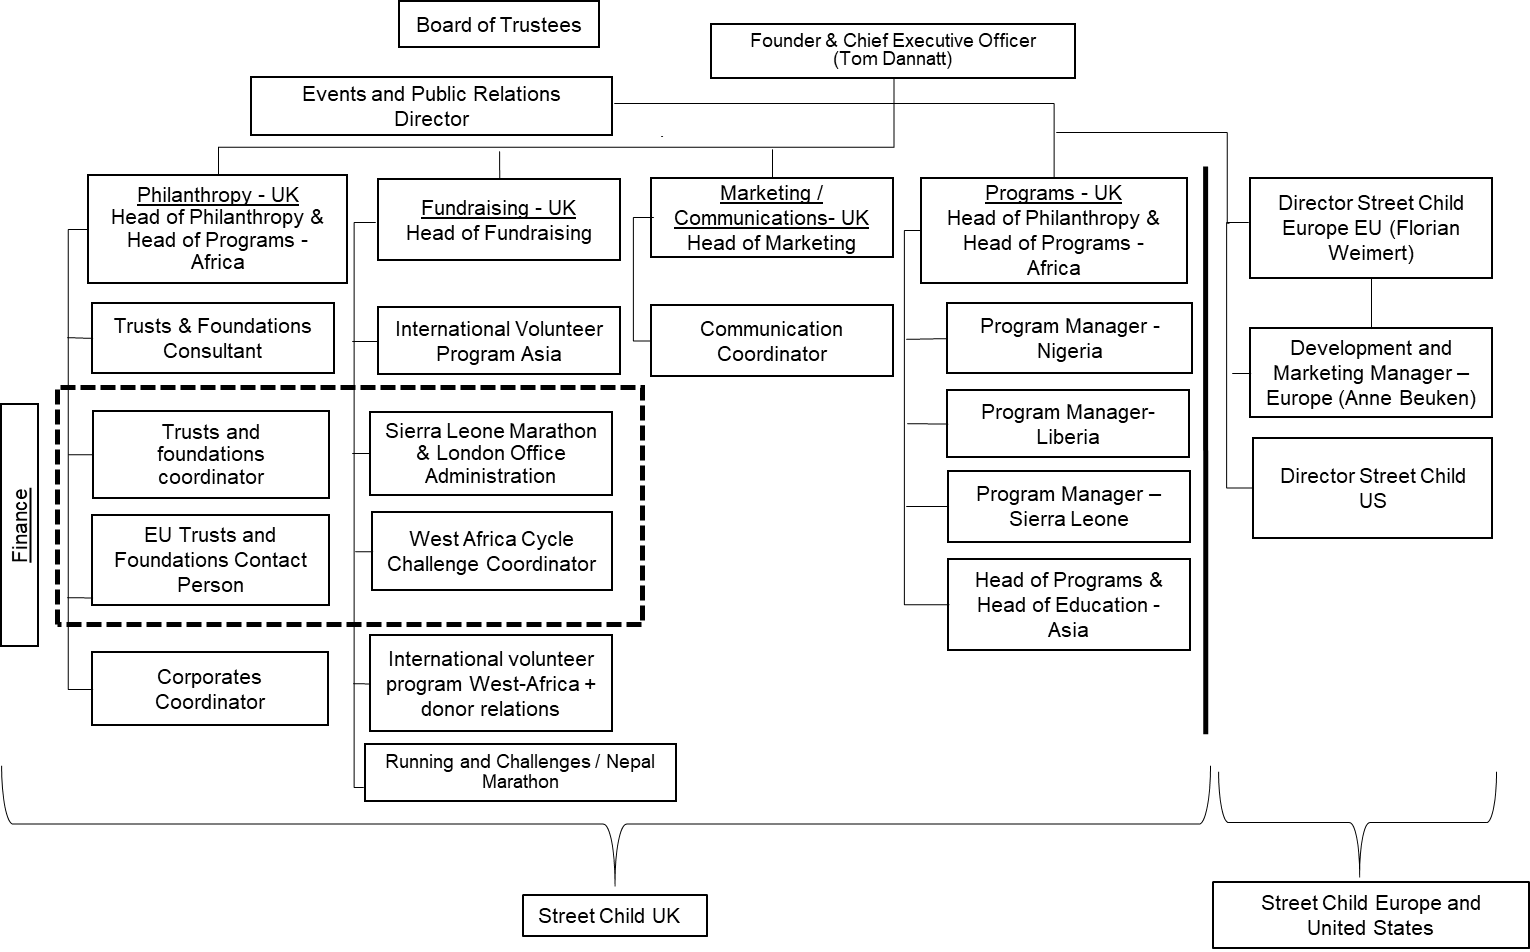 Board of Trustees
Founder & Chief Executive Officer
(Tom Dannatt)
Events and Public Relations
Director
Philanthropy - UK
Head of Philanthropy &
Head of Programs -
Africa
Fundraising - UK
Head of Fundraising
Marketing /
Communications- UK
Head of Marketing
Programs - UK
Head of Philanthropy &
Head of Programs -
Africa
Director Street Child
Europe EU (Florian
Weimert)
Trusts & Foundations
Consultant
International Volunteer
Program Asia
Communication
Coordinator
Program Manager -
Nigeria
Development and
Marketing Manager –
Europe (Anne Beuken)
Finance
Trusts and
foundations
coordinator
Sierra Leone Marathon
& London Office
Administration
Program Manager-
Liberia
Director Street Child
US
EU Trusts and
Foundations Contact
Person
West Africa Cycle
Challenge Coordinator
Program Manager –
Sierra Leone
Head of Programs &
Head of Education -
Asia
Corporates
Coordinator
International volunteer
program West-Africa +
donor relations
Running and Challenges / Nepal
Marathon
Street Child UK
Street Child Europe and
United States